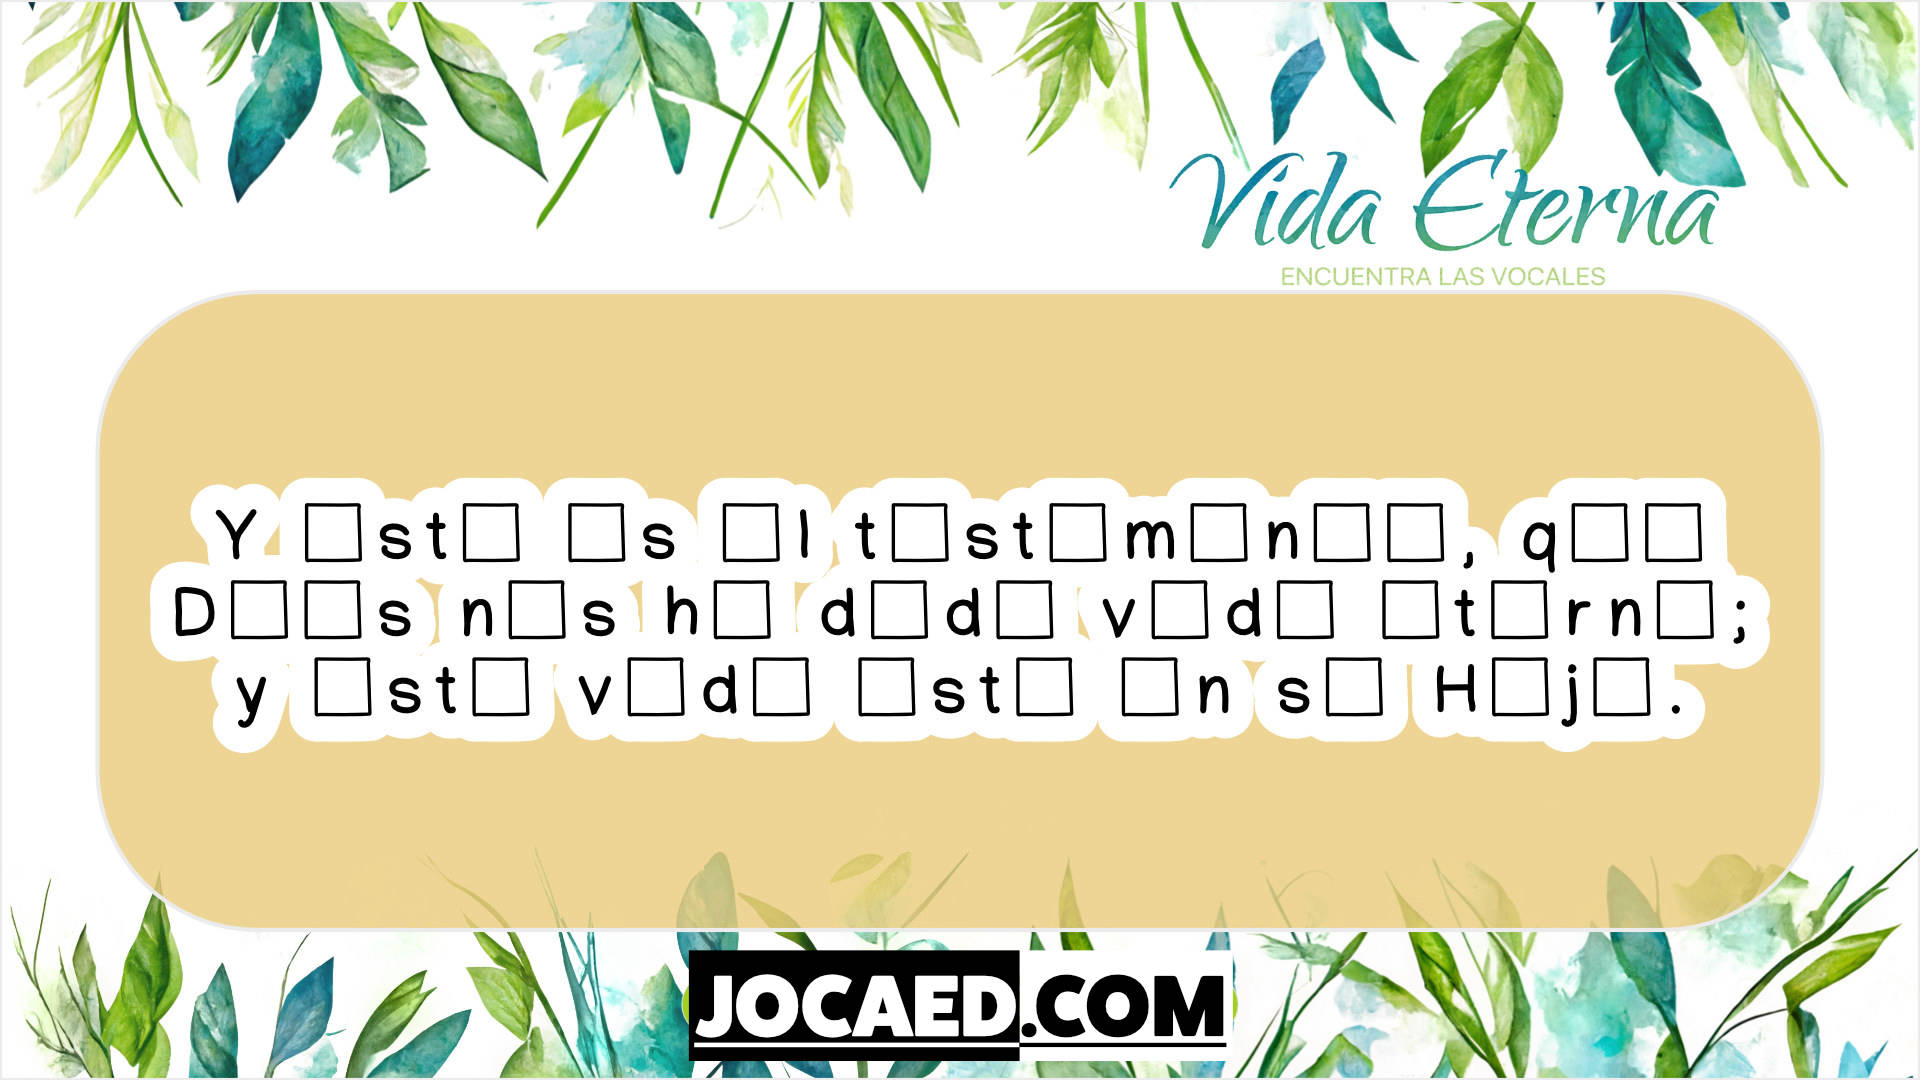 Vida Eterna
ENCUENTRA LAS VOCALES
Y □st□ □s □l t□st□m□n□□, q□□
D□□s n□s h□ d□d□ v□d□ □t□rn□;
y □st□ v□d□ □st□ □n s□ H□j□.
JOCAED.COM